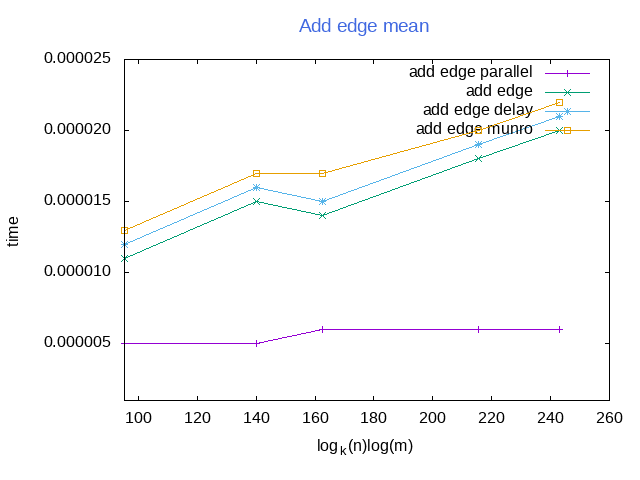 Add edge mean
0.000025
0.000020
0.000015
0.000010
0.000005
time
add edge parallel
add edge
add edge delay
add edge munro
100 120 140 160 180 200 220 240 260
logₖ(n)log(m)